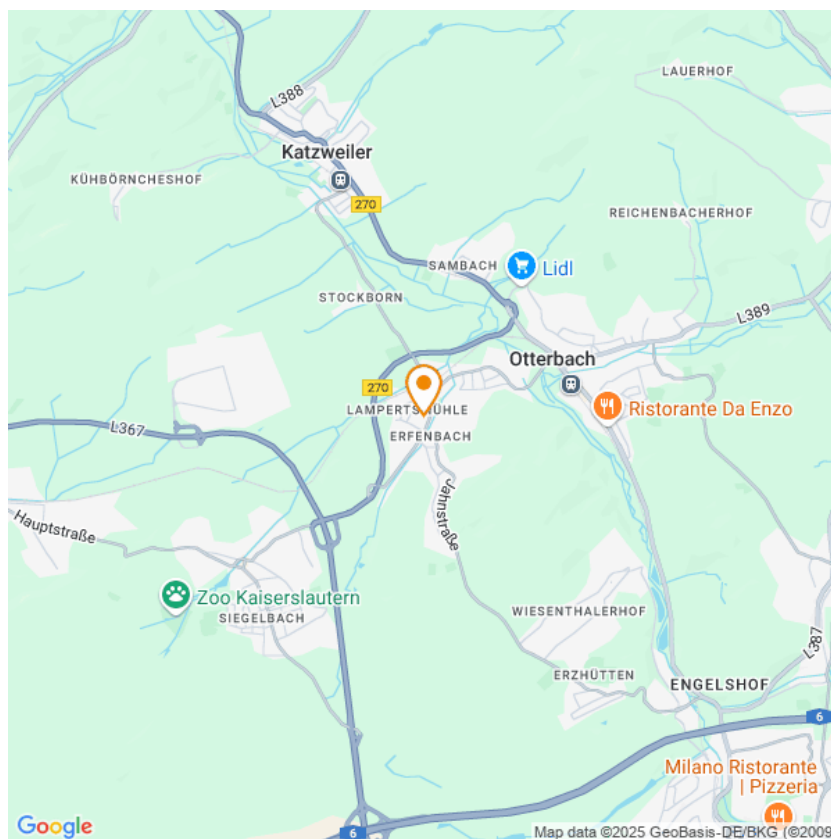 LAUERHOF
L388
Katzweiler
KÜHBÖRNCHESHOF
270
REICHENBACHERHOF
SAMBACH
Lidl
STOCKBORN
L389
Otterbach
270
LAMPERTSMÜHLE
Ristorante Da Enzo
L367
ERFENBACH
Jahnstraße
Hauptstraße
Zoo Kaiserslautern
SIEGELBACH
WIESENTHALERHOF
L387
ERZHÜTTEN
ENGELSHOF
6
Milano Ristorante
| Pizzeria
Google
6
Map data ©2025 GeoBasis-DE/BKG (©2009